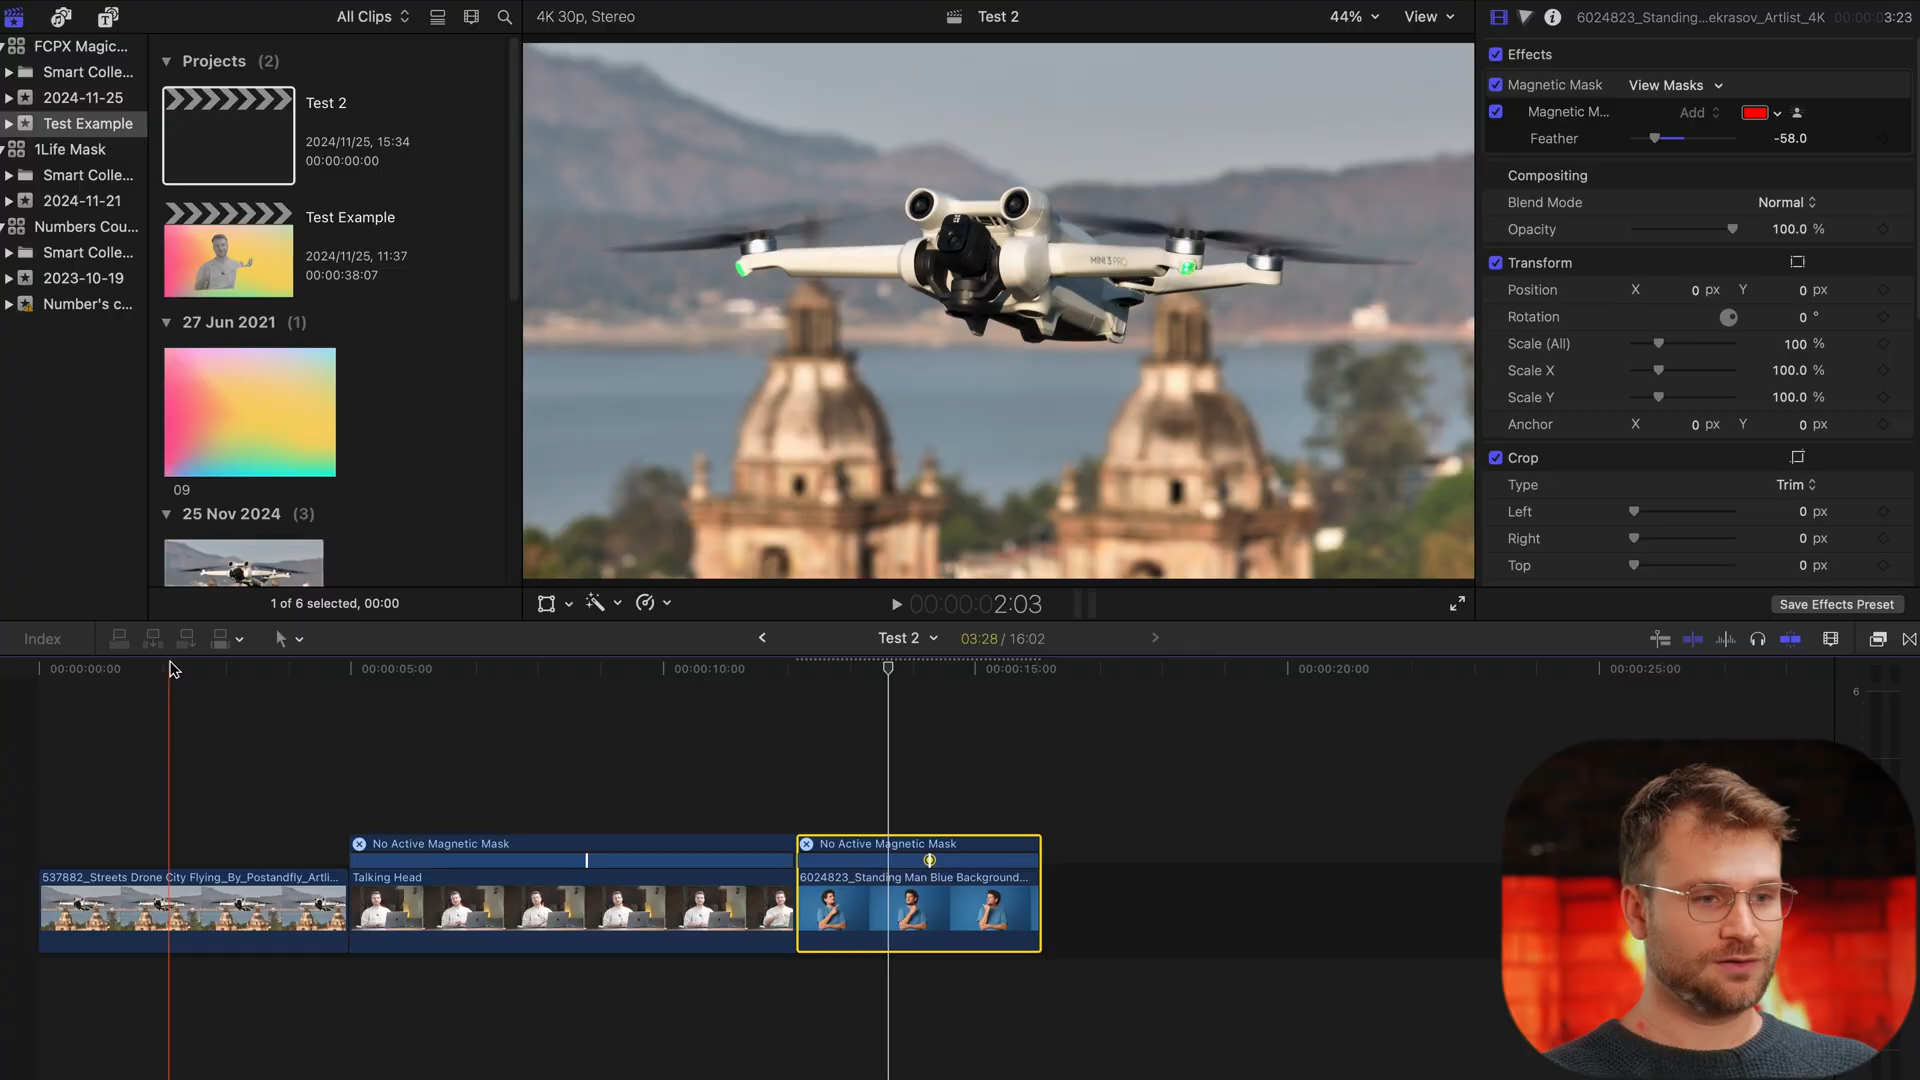 All Clips
4K 30p, Stereo
Test 2
44%
View
6024823_Standing...ekrasov_Artlist_4K
00:00:03:23
FCPX Magic...
Smart Colle...
2024-11-25
Test Example
1Life Mask
Smart Colle...
2024-11-21
Numbers Cou...
Smart Colle...
2023-10-19
Number's c...
Projects (2)
Test 2
2024/11/25, 15:34
00:00:00:00
Test Example
2024/11/25, 11:37
00:00:38:07
27 Jun 2021 (1)
09
25 Nov 2024 (3)
1 of 6 selected, 00:00
MINI 3 PRO
00:00:02:03
Effects
Magnetic Mask
View Masks
Magnetic M...
Add
Feather
-58.0
Compositing
Blend Mode
Normal
Opacity
100.0 %
Transform
Position
X 0 px Y 0 px
Rotation
0 °
Scale (All)
100 %
Scale X
100.0 %
Scale Y
100.0 %
Anchor
X 0 px Y 0 px
Crop
Type
Trim
Left
0 px
Right
0 px
Top
0 px
Save Effects Preset
Index
Test 2
03:28 / 16:02
00:00:00:00
00:00:05:00
00:00:10:00
00:00:15:00
00:00:20:00
00:00:25:00
6
No Active Magnetic Mask
No Active Magnetic Mask
537882_Streets Drone City Flying_By_Postandfly_Artli...
Talking Head
6024823_Standing Man Blue Background...